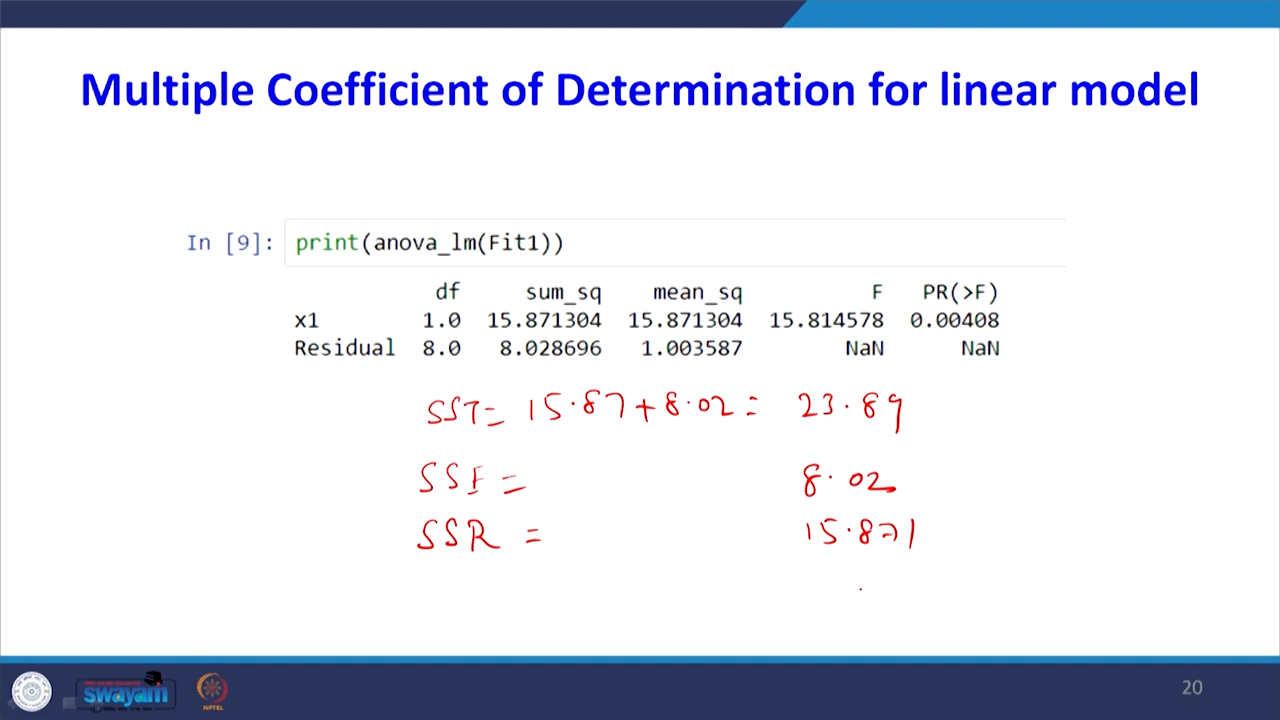 Multiple Coefficient of Determination for linear model
In [9]: print(anova_lm(Fit1))
df sum_sq mean_sq F PR(>F)
x1 1.0 15.871304 15.871304 15.814578 0.00408
Residual 8.0 8.028696 1.003587 NaN NaN
SST= 15.87+8.02= 23.89
SSE = 8.02
SSR = 15.871
swayam
NPTEL
20